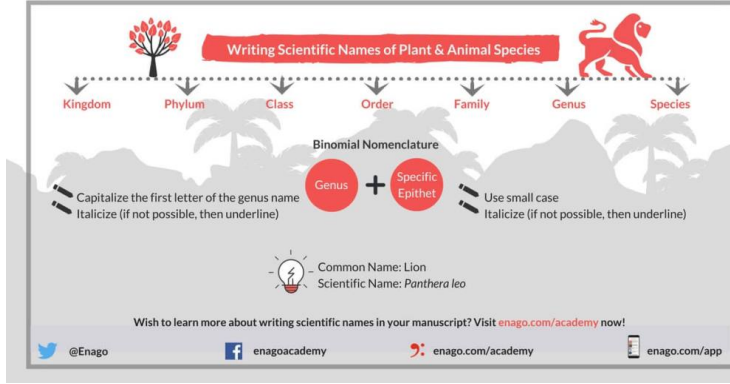 Writing Scientific Names of Plant & Animal Species
Kingdom Phylum Class Order Family Genus Species
Binomial Nomenclature
Genus + Specific Epithet
Capitalize the first letter of the genus name
Italicize (if not possible, then underline)
Use small case
Italicize (if not possible, then underline)
Common Name: Lion
Scientific Name: Panthera leo
Wish to learn more about writing scientific names in your manuscript? Visit enago.com/academy now!
@Enago enagoacademy enago.com/academy enago.com/app